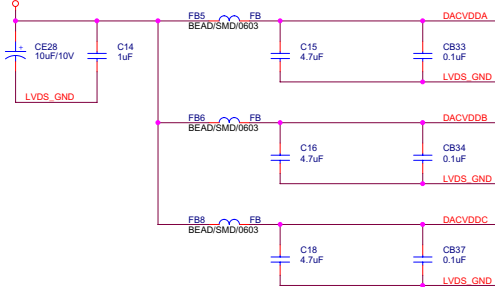 FB5 FB DACVDDA
BEAD/SMD/0603
+ CE28
10uF/10V
C14
1uF
C15
4.7uF
CB33
0.1uF
LVDS_GND
LVDS_GND
FB6 FB DACVDDB
BEAD/SMD/0603
C16
4.7uF
CB34
0.1uF
LVDS_GND
FB8 FB DACVDDC
BEAD/SMD/0603
C18
4.7uF
CB37
0.1uF
LVDS_GND